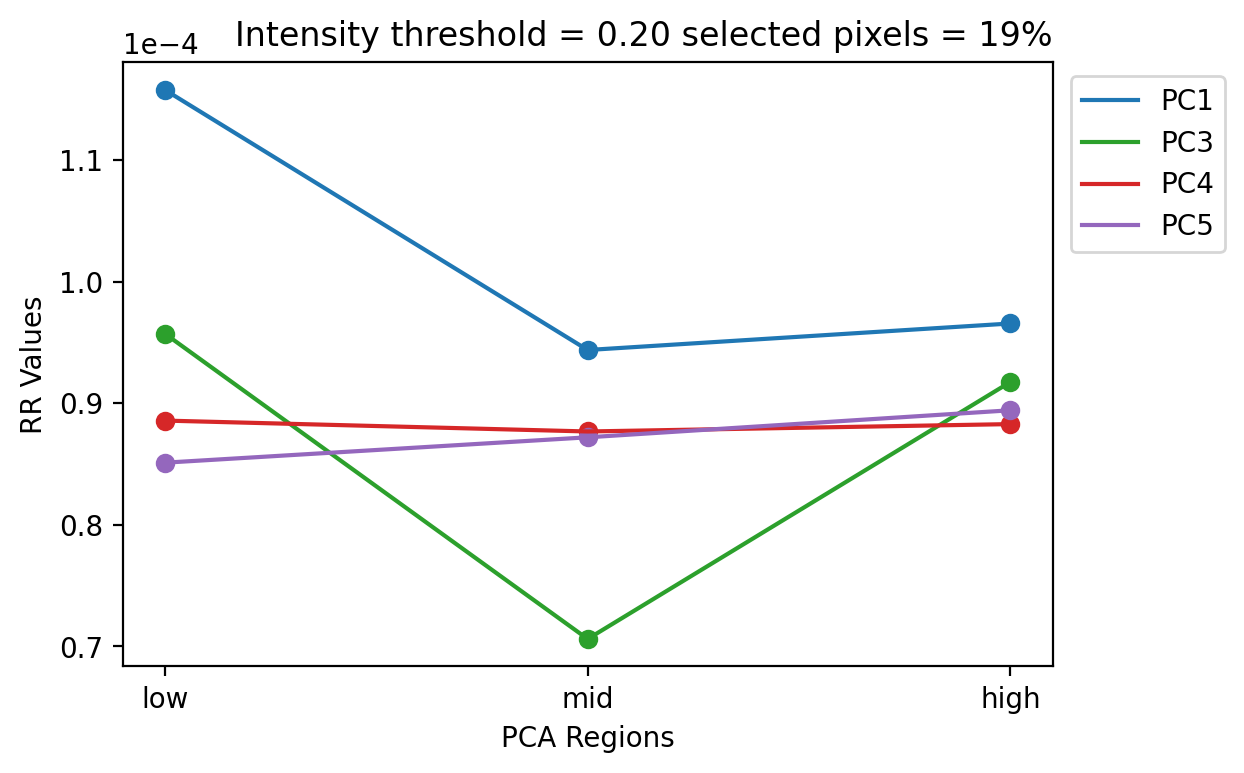 Intensity threshold = 0.20 selected pixels = 19%
1e−4
1.1
1.0
0.9
0.8
0.7
RR Values
low
mid
high
PCA Regions
PC1
PC3
PC4
PC5